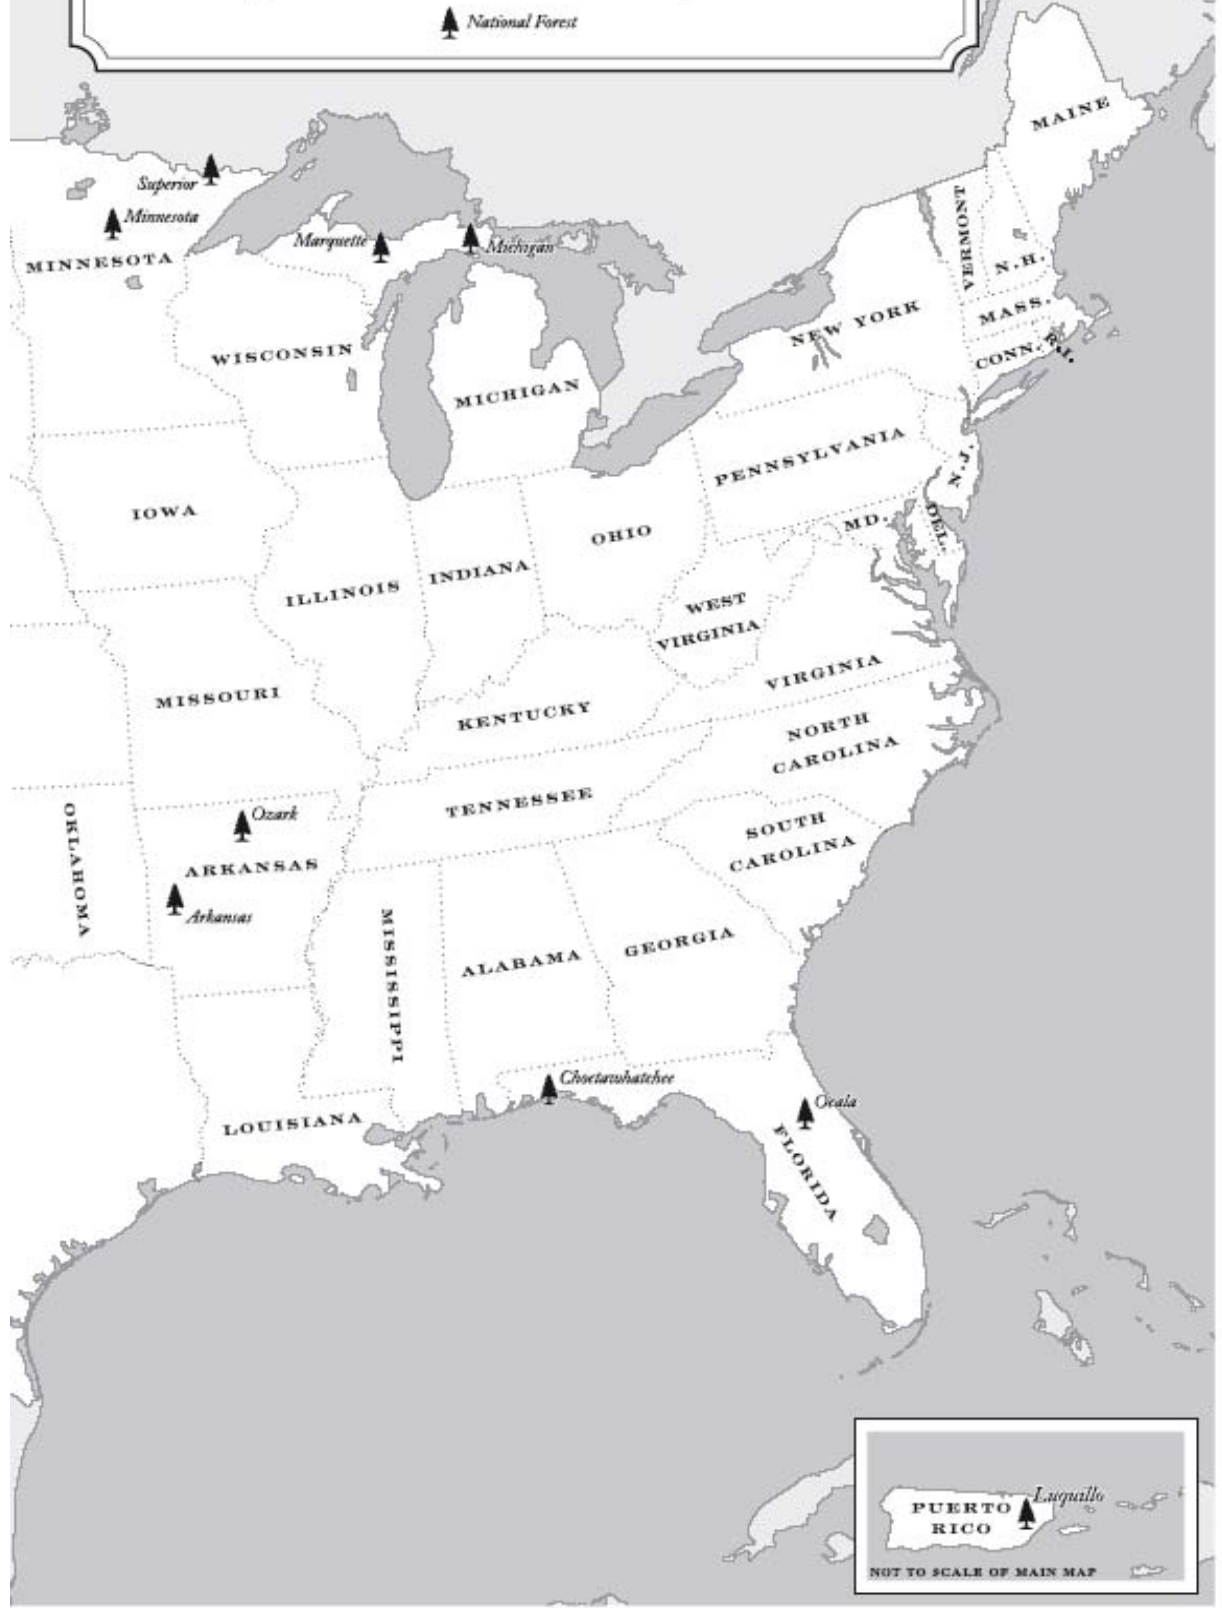 National Forest
MAINE
Superior
Minnesota
MINNESOTA
Marquette
Michigan
VERMONT
N.H.
MASS.
CONN.
R.I.
NEW YORK
WISCONSIN
MICHIGAN
PENNSYLVANIA
N.J.
IOWA
OHIO
MD.
DEL.
ILLINOIS
INDIANA
WEST
VIRGINIA
VIRGINIA
MISSOURI
KENTUCKY
NORTH
CAROLINA
TENNESSEE
OKLAHOMA
Ozark
ARKANSAS
Arkansas
SOUTH
CAROLINA
MISSISSIPPI
ALABAMA
GEORGIA
Choctawhatchee
Ocala
LOUISIANA
FLORIDA
Luquillo
PUERTO
RICO
NOT TO SCALE OF MAIN MAP